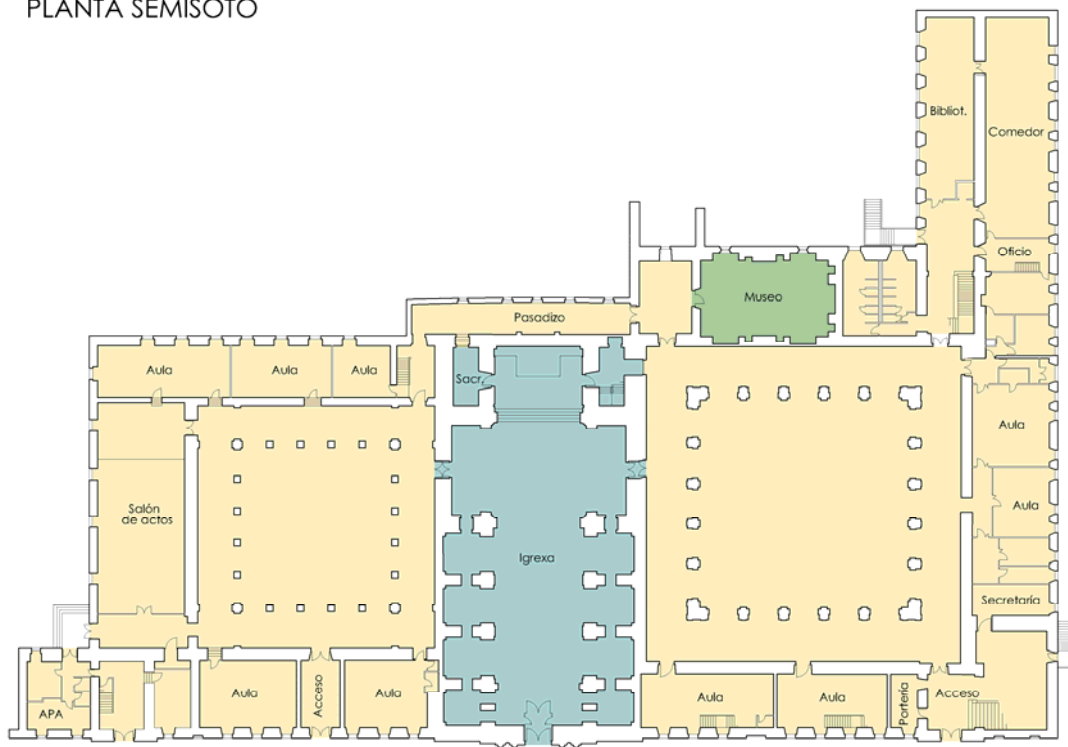 PLANTA SEMISOTO
Bibliot.
Comedor
Oficio
Museo
Pasadizo
Aula
Aula
Aula
Sacr.
Aula
Aula
Salón
de actos
Igrexa
Secretaría
APA
Aula
Acceso
Aula
Aula
Aula
Portería
Acceso